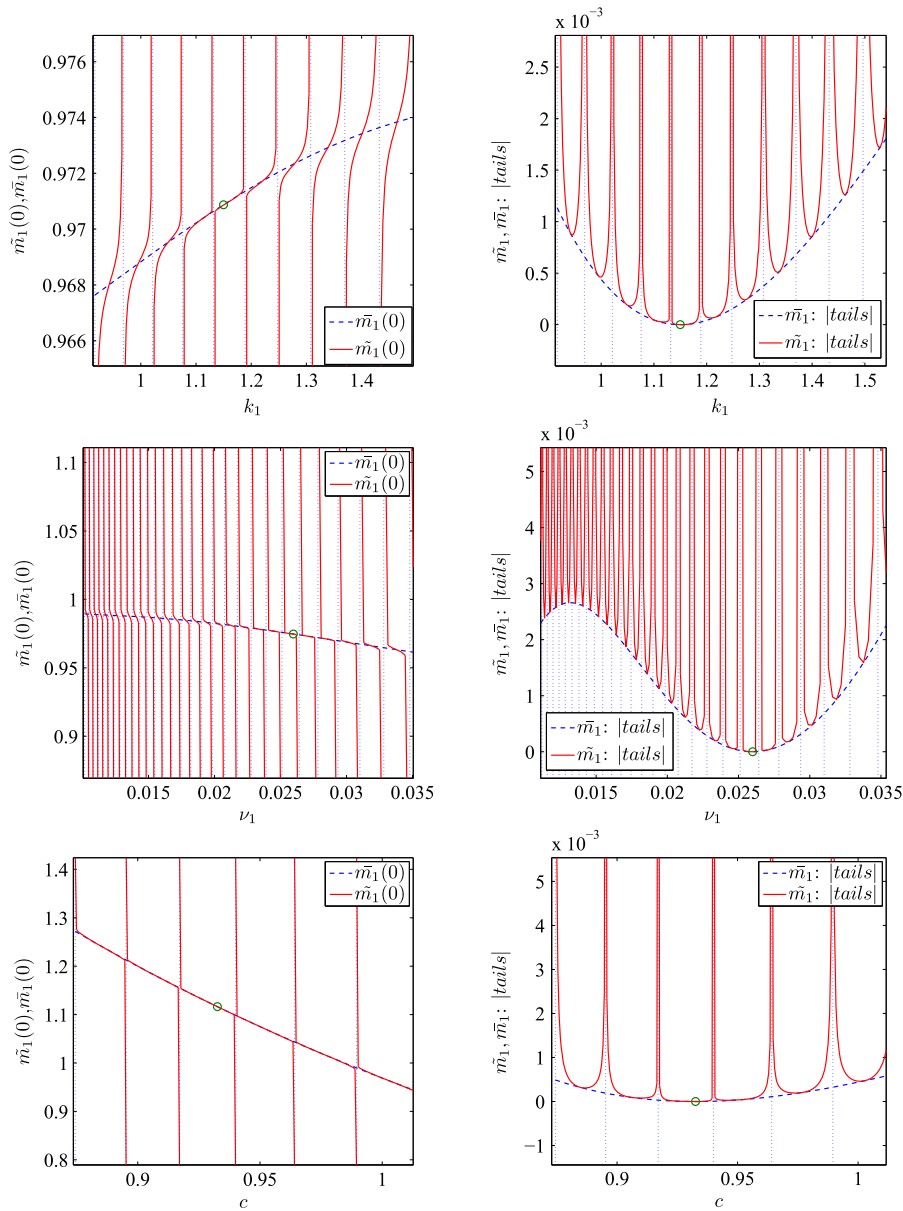 0.976
0.974
0.972
0.97
0.968
0.966
1
1.1
1.2
1.3
1.4
k₁
m̃₁(0), m̄₁(0)
m̄₁(0)
m̃₁(0)
x 10⁻³
2.5
2
1.5
1
0.5
0
1
1.1
1.2
1.3
1.4
1.5
k₁
m̃₁, m̄₁: |tails|
m̄₁: |tails|
m̃₁: |tails|
1.1
1.05
1
0.95
0.9
0.015
0.02
0.025
0.03
0.035
ν₁
m̃₁(0), m̄₁(0)
m̄₁(0)
m̃₁(0)
x 10⁻³
5
4
3
2
1
0
0.015
0.02
0.025
0.03
0.035
ν₁
m̃₁, m̄₁: |tails|
m̄₁: |tails|
m̃₁: |tails|
1.4
1.3
1.2
1.1
1
0.9
0.8
0.9
0.95
1
c
m̃₁(0), m̄₁(0)
m̄₁(0)
m̃₁(0)
x 10⁻³
5
4
3
2
1
0
−1
0.9
0.95
1
c
m̃₁, m̄₁: |tails|
m̄₁: |tails|
m̃₁: |tails|